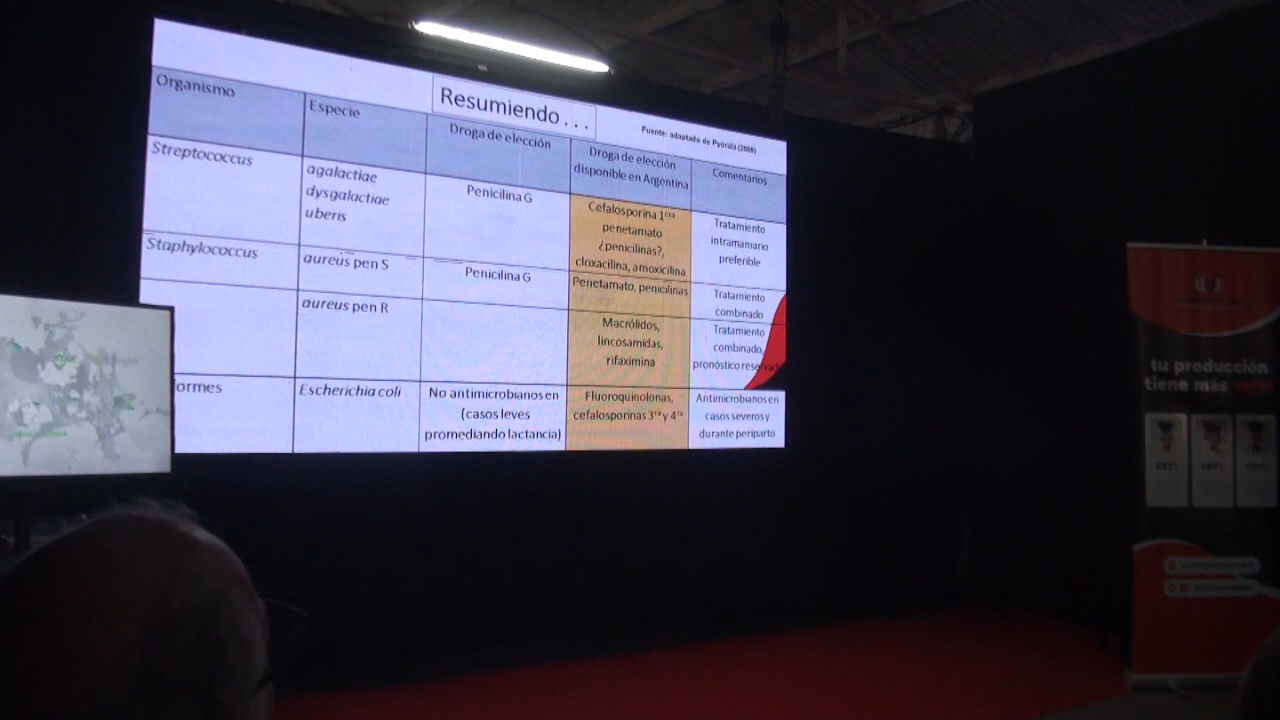 Resumiendo . . .
Fuente: adaptado de Pyorala (2009)
Organismo
Especie
Droga de elección
Droga de elección
disponible en Argentina
Comentarios
Streptococcus
agalactiae
dysgalactiae
uberis
Penicilina G
Cefalosporina 1era
penetamato
¿penicilinas?,
cloxacilina, amoxicilina
Tratamiento
intramamario
preferible
Staphylococcus
aureus pen S
Penicilina G
Penetamato, penicilinas
Tratamiento
combinado
aureus pen R
Macrólidos,
lincosamidas,
rifaximina
Tratamiento
combinado,
pronóstico reservado
formes
Escherichia coli
No antimicrobianos en
(casos leves
promediando lactancia)
Fluoroquinolonas,
cefalosporinas 3ra y 4ta
Antimicrobianos en
casos severos y
durante periparto
tu producción
tiene más